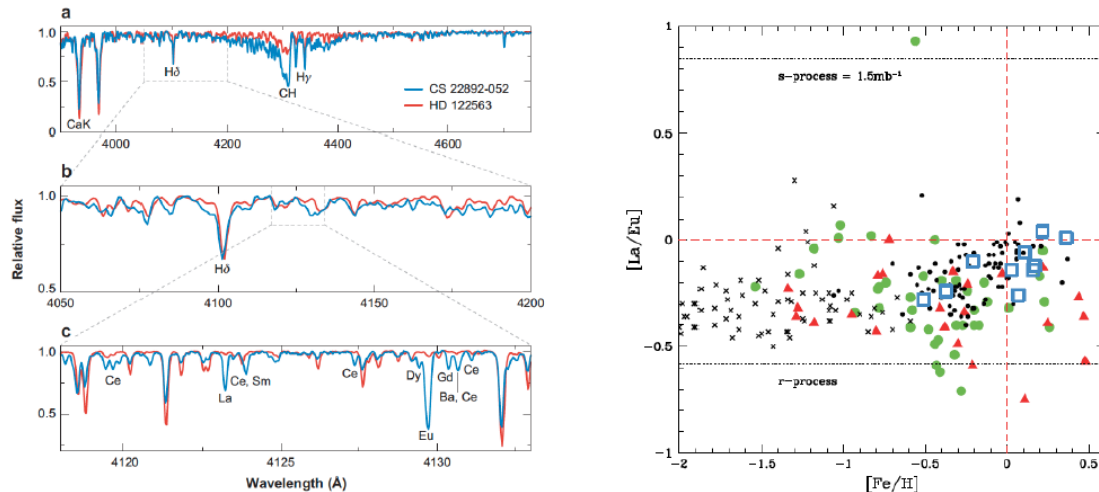 a
1.0
0.5
0
CaK
Hδ
CH
Hγ
CS 22892-052
HD 122563
4000
4200
4400
4600
b
1.0
0.5
Hδ
4050
4100
4150
4200
Relative flux
c
1.0
0.5
Ce
La
Ce, Sm
Ce
Dy
Eu
Gd
Ba, Ce
Ce
4120
4125
4130
Wavelength (Å)
1
0.5
0
-0.5
-1
[La/Eu]
s-process = 1.5mb⁻¹
r-process
-2
-1.5
-1
-0.5
0
0.5
[Fe/H]